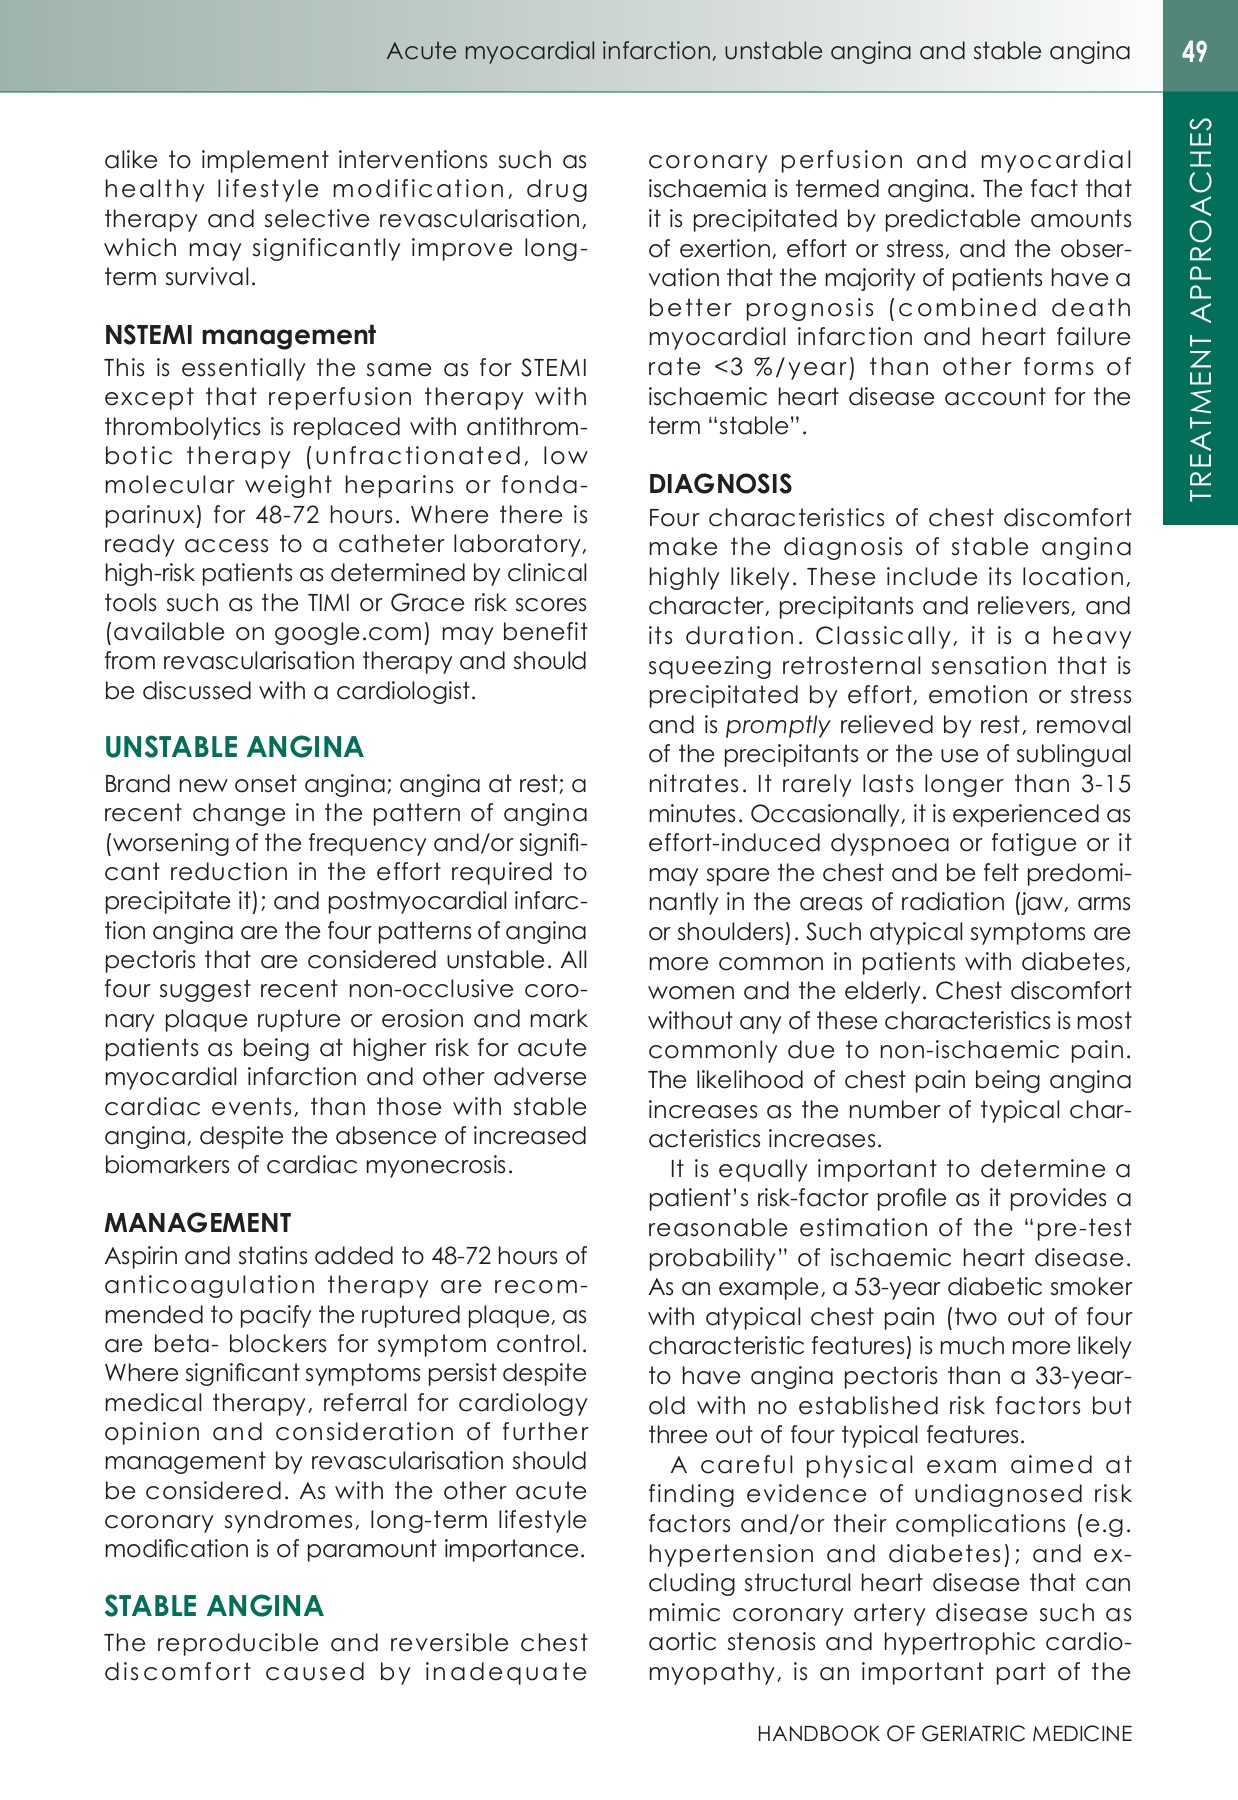 Acute myocardial infarction, unstable angina and stable angina
49
TREATMENT APPROACHES
alike to implement interventions such as
healthy lifestyle modification, drug
therapy and selective revascularisation,
which may significantly improve long-
term survival.
NSTEMI management
This is essentially the same as for STEMI
except that reperfusion therapy with
thrombolytics is replaced with antithrom-
botic therapy (unfractionated, low
molecular weight heparins or fonda-
parinux) for 48-72 hours. Where there is
ready access to a catheter laboratory,
high-risk patients as determined by clinical
tools such as the TIMI or Grace risk scores
(available on google.com) may benefit
from revascularisation therapy and should
be discussed with a cardiologist.
UNSTABLE ANGINA
Brand new onset angina; angina at rest; a
recent change in the pattern of angina
(worsening of the frequency and/or signifi-
cant reduction in the effort required to
precipitate it); and postmyocardial infarc-
tion angina are the four patterns of angina
pectoris that are considered unstable. All
four suggest recent non-occlusive coro-
nary plaque rupture or erosion and mark
patients as being at higher risk for acute
myocardial infarction and other adverse
cardiac events, than those with stable
angina, despite the absence of increased
biomarkers of cardiac myonecrosis.
MANAGEMENT
Aspirin and statins added to 48-72 hours of
anticoagulation therapy are recom-
mended to pacify the ruptured plaque, as
are beta- blockers for symptom control.
Where significant symptoms persist despite
medical therapy, referral for cardiology
opinion and consideration of further
management by revascularisation should
be considered. As with the other acute
coronary syndromes, long-term lifestyle
modification is of paramount importance.
STABLE ANGINA
The reproducible and reversible chest
discomfort caused by inadequate
coronary perfusion and myocardial
ischaemia is termed angina. The fact that
it is precipitated by predictable amounts
of exertion, effort or stress, and the obser-
vation that the majority of patients have a
better prognosis (combined death
myocardial infarction and heart failure
rate <3 %/year) than other forms of
ischaemic heart disease account for the
term “stable”.
DIAGNOSIS
Four characteristics of chest discomfort
make the diagnosis of stable angina
highly likely. These include its location,
character, precipitants and relievers, and
its duration. Classically, it is a heavy
squeezing retrosternal sensation that is
precipitated by effort, emotion or stress
and is promptly relieved by rest, removal
of the precipitants or the use of sublingual
nitrates. It rarely lasts longer than 3-15
minutes. Occasionally, it is experienced as
effort-induced dyspnoea or fatigue or it
may spare the chest and be felt predomi-
nantly in the areas of radiation (jaw, arms
or shoulders). Such atypical symptoms are
more common in patients with diabetes,
women and the elderly. Chest discomfort
without any of these characteristics is most
commonly due to non-ischaemic pain.
The likelihood of chest pain being angina
increases as the number of typical char-
acteristics increases.
It is equally important to determine a
patient’s risk-factor profile as it provides a
reasonable estimation of the “pre-test
probability” of ischaemic heart disease.
As an example, a 53-year diabetic smoker
with atypical chest pain (two out of four
characteristic features) is much more likely
to have angina pectoris than a 33-year-
old with no established risk factors but
three out of four typical features.
A careful physical exam aimed at
finding evidence of undiagnosed risk
factors and/or their complications (e.g.
hypertension and diabetes); and ex-
cluding structural heart disease that can
mimic coronary artery disease such as
aortic stenosis and hypertrophic cardio-
myopathy, is an important part of the
HANDBOOK OF GERIATRIC MEDICINE